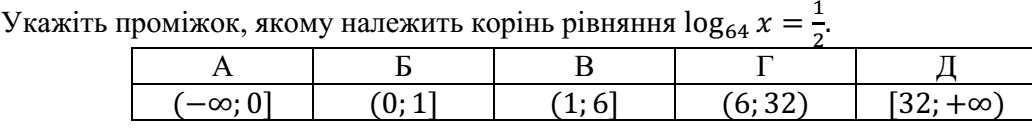 Укажіть проміжок, якому належить корінь рівняння log₆₄ x = 1/2.
А Б В Г Д
(−∞; 0] (0; 1] (1; 6] (6; 32) [32; +∞)